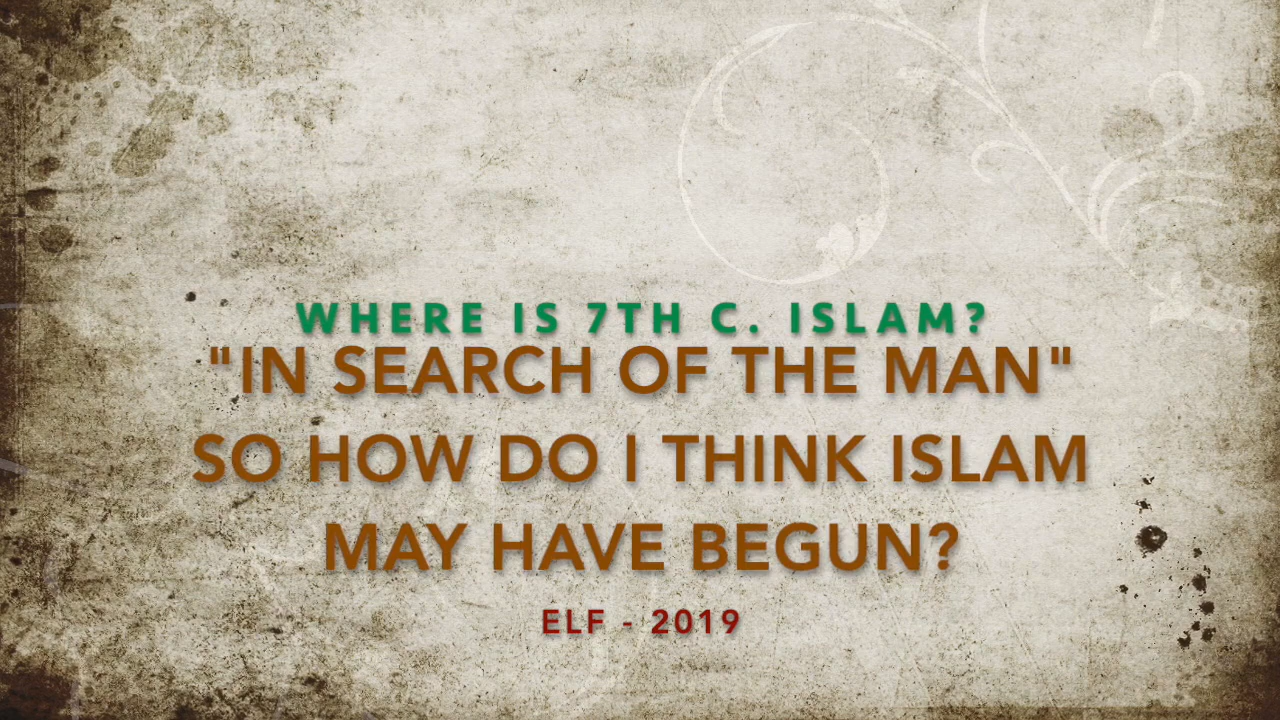 WHERE IS 7TH C. ISLAM?
"IN SEARCH OF THE MAN"
SO HOW DO I THINK ISLAM
MAY HAVE BEGUN?
ELF - 2019